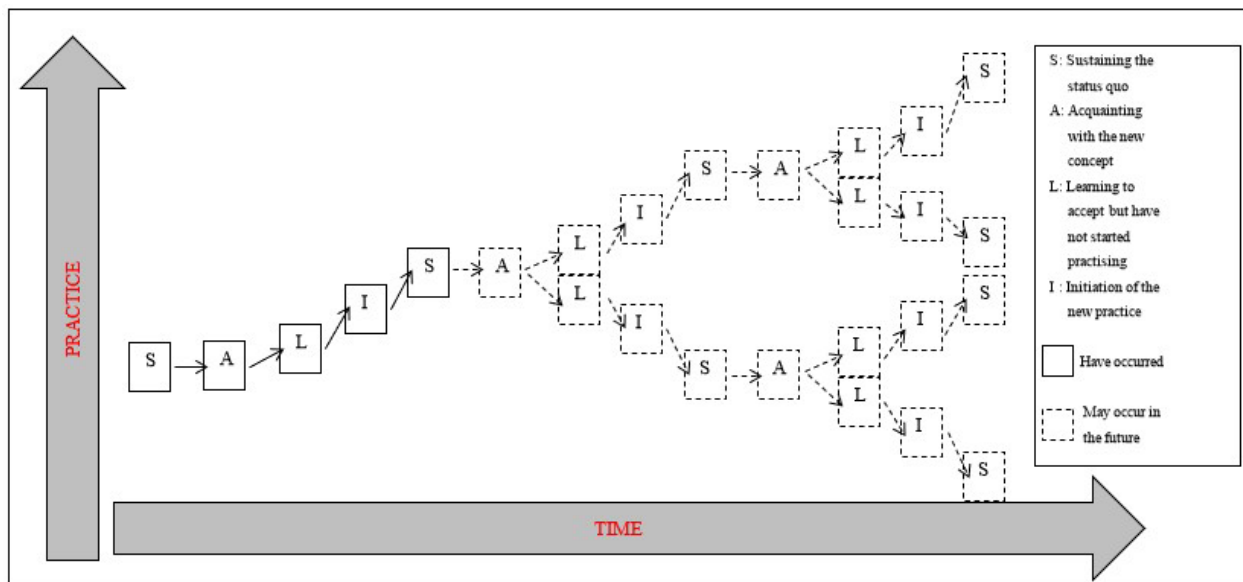 S
S: Sustaining the
status quo
A: Acquainting
with the new
concept
L: Learning to
accept but have
not started
practising
I : Initiation of the
new practice
Have occurred
May occur in
the future
I
L
S
A
L
I
S
I
L
S
A
L
I
S
I
L
S
A
L
I
S
I
L
S
A
L
I
S
PRACTICE
TIME